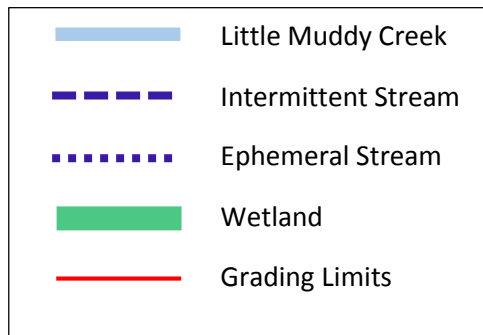 Little Muddy Creek
Intermittent Stream
Ephemeral Stream
Wetland
Grading Limits